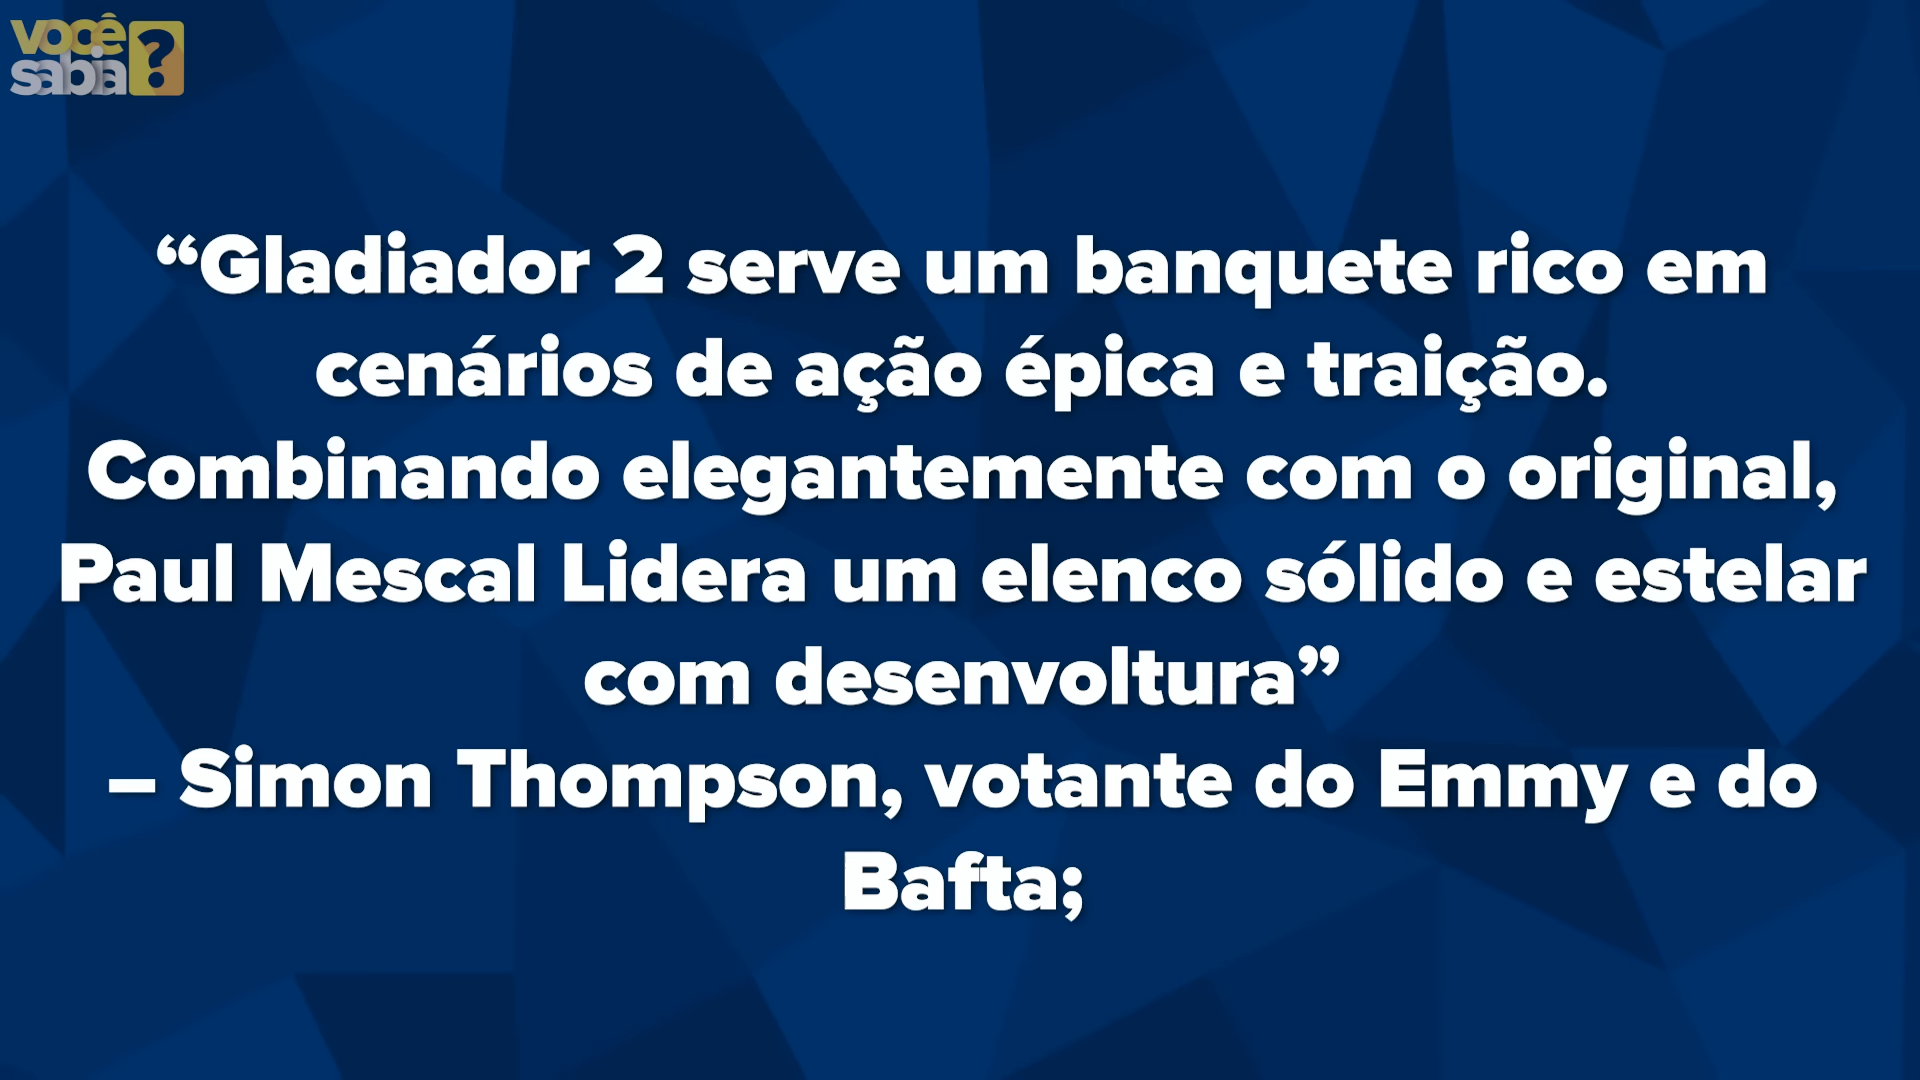 você
sabia?
“Gladiador 2 serve um banquete rico em
cenários de ação épica e traição.
Combinando elegantemente com o original,
Paul Mescal Lidera um elenco sólido e estelar
com desenvoltura”
– Simon Thompson, votante do Emmy e do
Bafta;